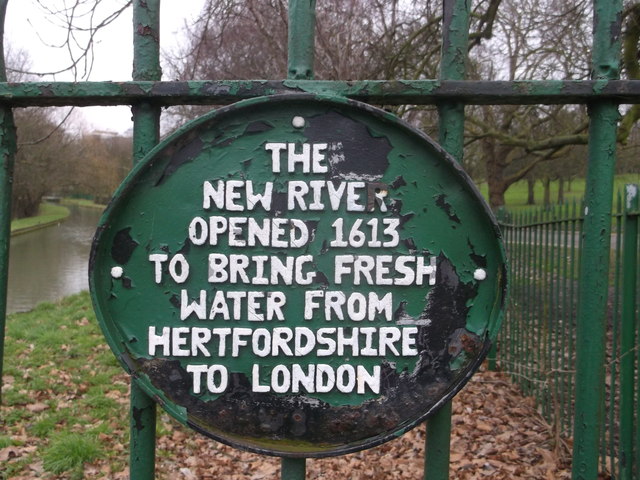 THE
NEW RIVER
OPENED 1613
TO BRING FRESH
WATER FROM
HERTFORDSHIRE
TO LONDON